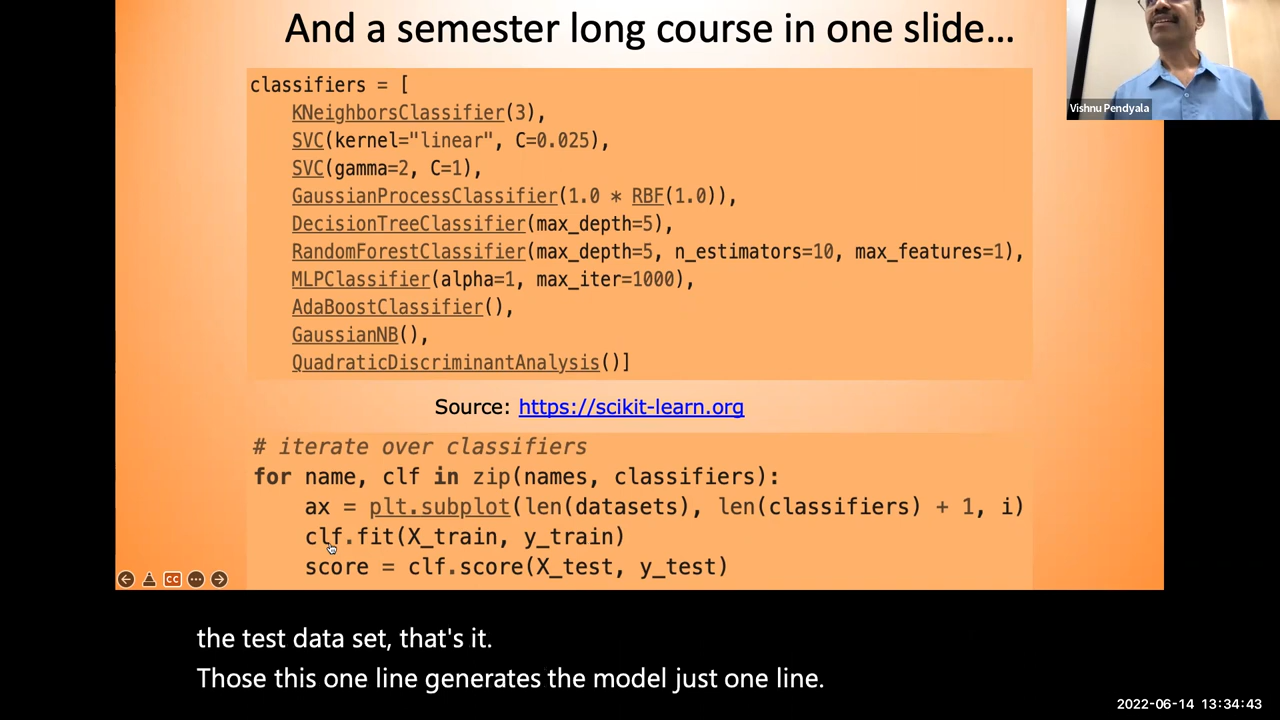 And a semester long course in one slide...
Vishnu Pendyala
classifiers = [
KNeighborsClassifier(3),
SVC(kernel="linear", C=0.025),
SVC(gamma=2, C=1),
GaussianProcessClassifier(1.0 * RBF(1.0)),
DecisionTreeClassifier(max_depth=5),
RandomForestClassifier(max_depth=5, n_estimators=10, max_features=1),
MLPClassifier(alpha=1, max_iter=1000),
AdaBoostClassifier(),
GaussianNB(),
QuadraticDiscriminantAnalysis()]
Source: https://scikit-learn.org
# iterate over classifiers
for name, clf in zip(names, classifiers):
ax = plt.subplot(len(datasets), len(classifiers) + 1, i)
clf.fit(X_train, y_train)
score = clf.score(X_test, y_test)
CC
the test data set, that's it.
Those this one line generates the model just one line.
2022-06-14 13:34:43